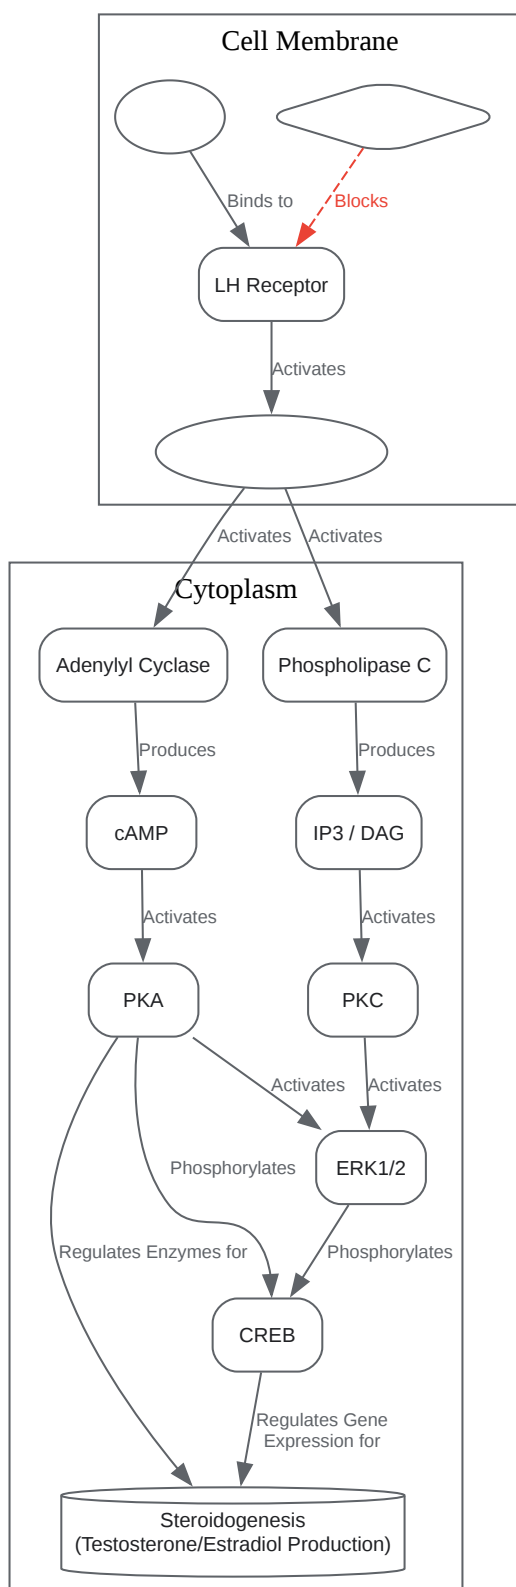 Cell Membrane
Binds to
Blocks
LH Receptor
Activates
Activates
Activates
Cytoplasm
Adenylyl Cyclase
Phospholipase C
Produces
Produces
cAMP
IP3 / DAG
Activates
Activates
PKA
PKC
Activates
Activates
ERK1/2
Phosphorylates
Regulates Enzymes for
Phosphorylates
CREB
Regulates Gene
Expression for
Steroidogenesis
(Testosterone/Estradiol Production)